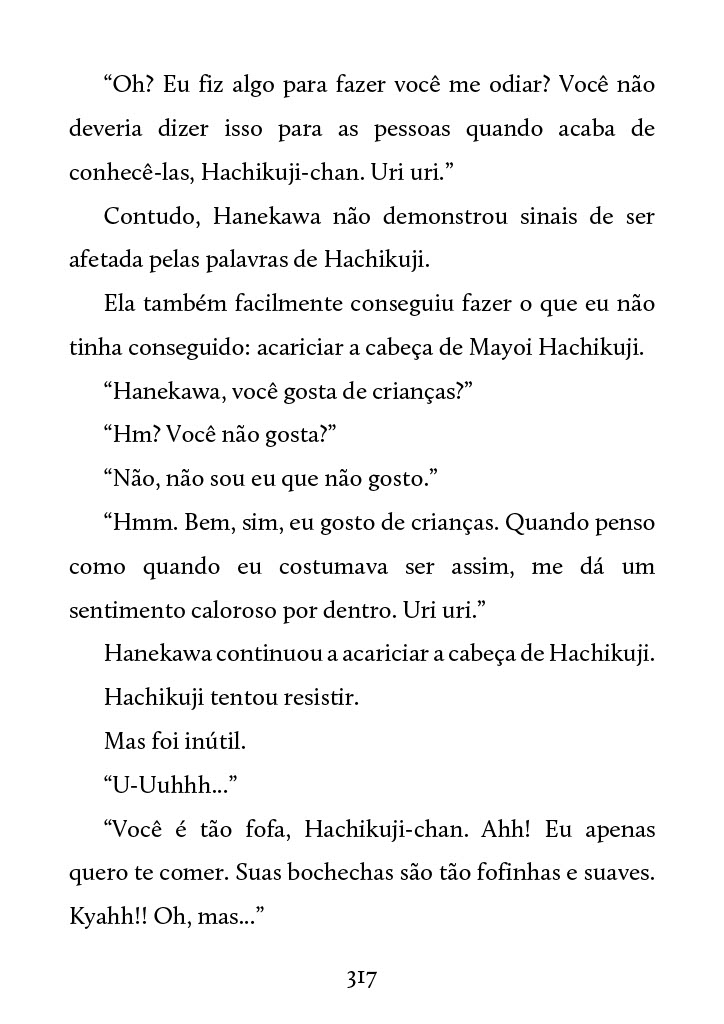 “Oh? Eu fiz algo para fazer você me odiar? Você não
deveria dizer isso para as pessoas quando acaba de
conhecê-las, Hachikuji-chan. Uri uri.”
Contudo, Hanekawa não demonstrou sinais de ser
afetada pelas palavras de Hachikuji.
Ela também facilmente conseguiu fazer o que eu não
tinha conseguido: acariciar a cabeça de Mayoi Hachikuji.
“Hanekawa, você gosta de crianças?”
“Hm? Você não gosta?”
“Não, não sou eu que não gosto.”
“Hmm. Bem, sim, eu gosto de crianças. Quando penso
como quando eu costumava ser assim, me dá um
sentimento caloroso por dentro. Uri uri.”
Hanekawa continuou a acariciar a cabeça de Hachikuji.
Hachikuji tentou resistir.
Mas foi inútil.
“U-Uuhhh...”
“Você é tão fofa, Hachikuji-chan. Ahh! Eu apenas
quero te comer. Suas bochechas são tão fofinhas e suaves.
Kyahh!! Oh, mas...”
317